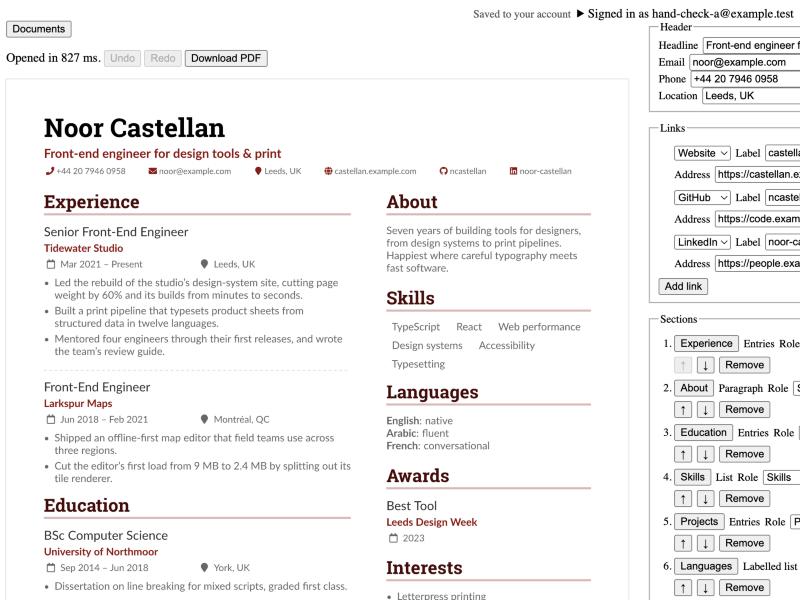 Saved to your account ▶ Signed in as hand-check-a@example.test
Documents
Opened in 827 ms. Undo Redo Download PDF
Noor Castellan
Front-end engineer for design tools & print
+44 20 7946 0958 noor@example.com Leeds, UK castellan.example.com ncastellan noor-castellan
Experience
Senior Front-End Engineer
Tidewater Studio
Mar 2021 – Present Leeds, UK
• Led the rebuild of the studio’s design-system site, cutting page
weight by 60% and its builds from minutes to seconds.
• Built a print pipeline that typesets product sheets from
structured data in twelve languages.
• Mentored four engineers through their first releases, and wrote
the team’s review guide.
Front-End Engineer
Larkspur Maps
Jun 2018 – Feb 2021 Montréal, QC
• Shipped an offline-first map editor that field teams use across
three regions.
• Cut the editor’s first load from 9 MB to 2.4 MB by splitting out its
tile renderer.
Education
BSc Computer Science
University of Northmoor
Sep 2014 – Jun 2018 York, UK
• Dissertation on line breaking for mixed scripts, graded first class.
About
Seven years of building tools for designers,
from design systems to print pipelines.
Happiest where careful typography meets
fast software.
Skills
TypeScript React Web performance
Design systems Accessibility
Typesetting
Languages
English: native
Arabic: fluent
French: conversational
Awards
Best Tool
Leeds Design Week
2023
Interests
• Letterpress printing
Header
Headline Front-end engineer f
Email noor@example.com
Phone +44 20 7946 0958
Location Leeds, UK
Links
Website Label castella
Address https://castellan.ex
GitHub Label ncastel
Address https://code.exam
LinkedIn Label noor-ca
Address https://people.exa
Add link
Sections
1. Experience Entries Role
↑ ↓ Remove
2. About Paragraph Role S
↑ ↓ Remove
3. Education Entries Role
↑ ↓ Remove
4. Skills List Role Skills
↑ ↓ Remove
5. Projects Entries Role P
↑ ↓ Remove
6. Languages Labelled list
↑ ↓ Remove